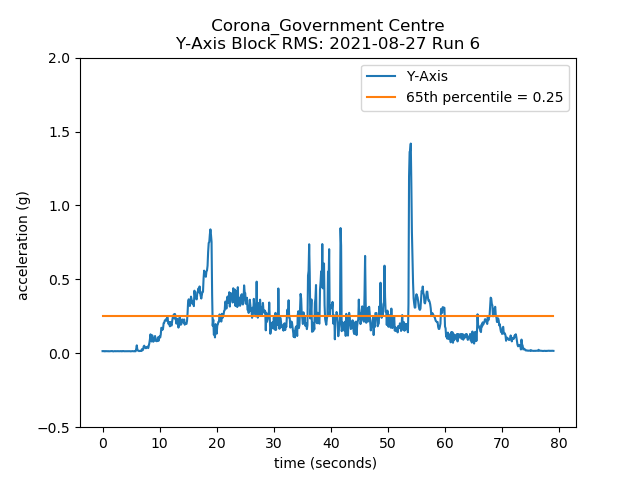 Corona_Government Centre
Y-Axis Block RMS: 2021-08-27 Run 6
Y-Axis
65th percentile = 0.25
2.0
1.5
1.0
0.5
0.0
−0.5
acceleration (g)
0 10 20 30 40 50 60 70 80
time (seconds)